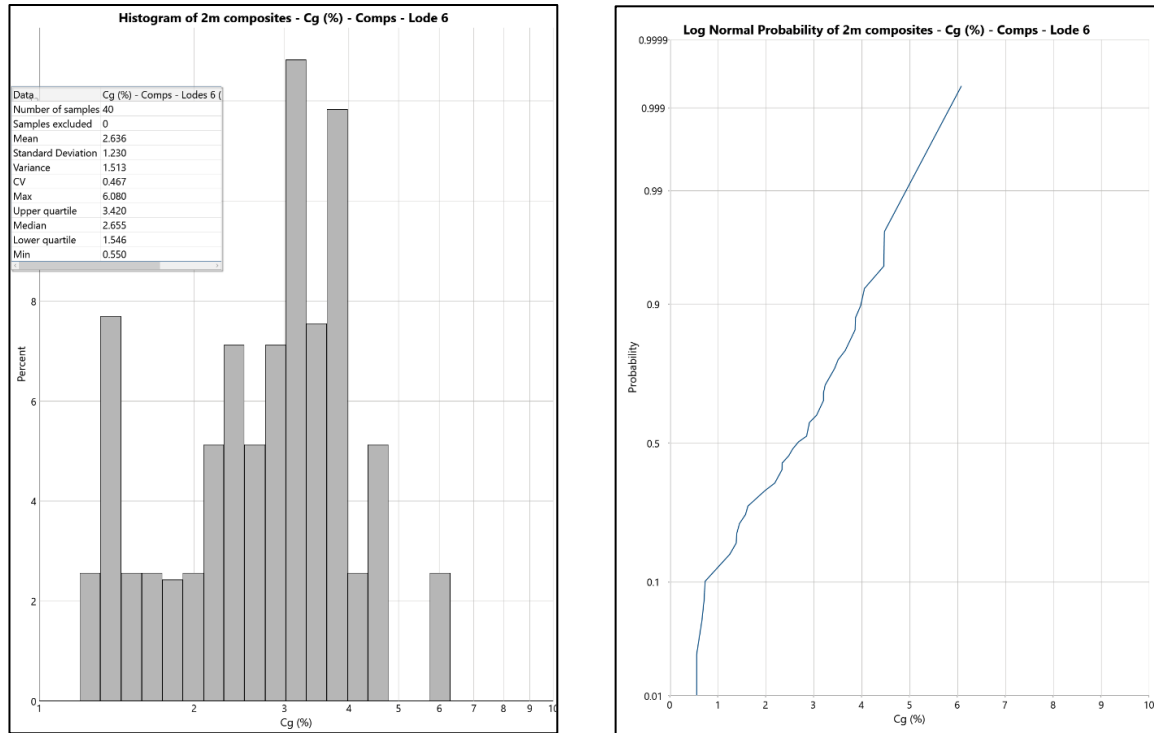 Histogram of 2m composites - Cg (%) - Comps - Lode 6
Data Cg (%) - Comps - Lodes 6 (
Number of samples 40
Samples excluded 0
Mean 2.636
Standard Deviation 1.230
Variance 1.513
CV 0.467
Max 6.080
Upper quartile 3.420
Median 2.655
Lower quartile 1.546
Min 0.550
8
6
4
2
0
Percent
1 2 3 4 5 6 7 8 9 10
Cg (%)
Log Normal Probability of 2m composites - Cg (%) - Comps - Lode 6
0.9999
0.999
0.99
0.9
0.5
0.1
0.01
Probability
0 1 2 3 4 5 6 7 8 9 10
Cg (%)